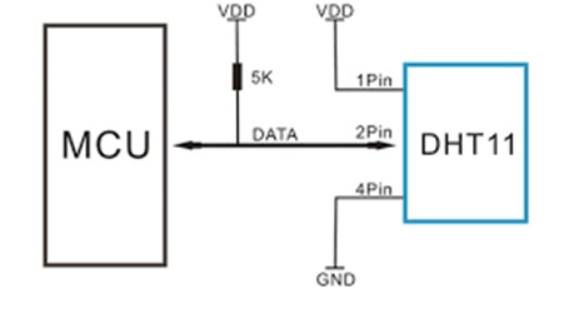 VDD
VDD
5K
1Pin
MCU
DATA
2Pin
DHT11
4Pin
GND